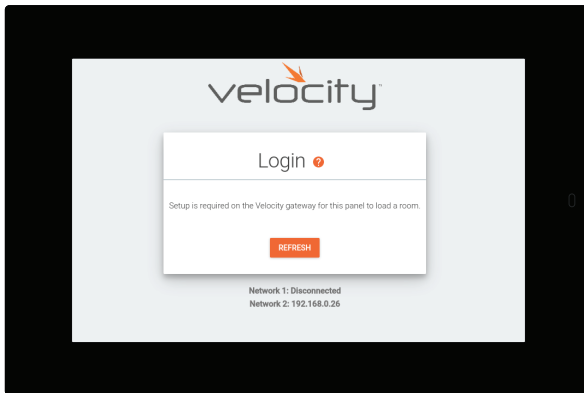 velocity™
Login ?
Setup is required on the Velocity gateway for this panel to load a room.
REFRESH
Network 1: Disconnected
Network 2: 192.168.0.26